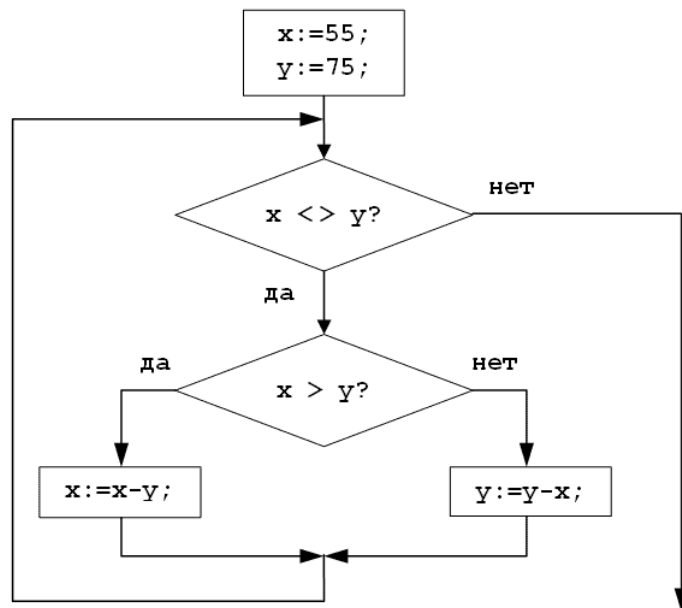 x:=55;
y:=75;
x <> y?
нет
да
да
x > y?
нет
x:=x-y;
y:=y-x;